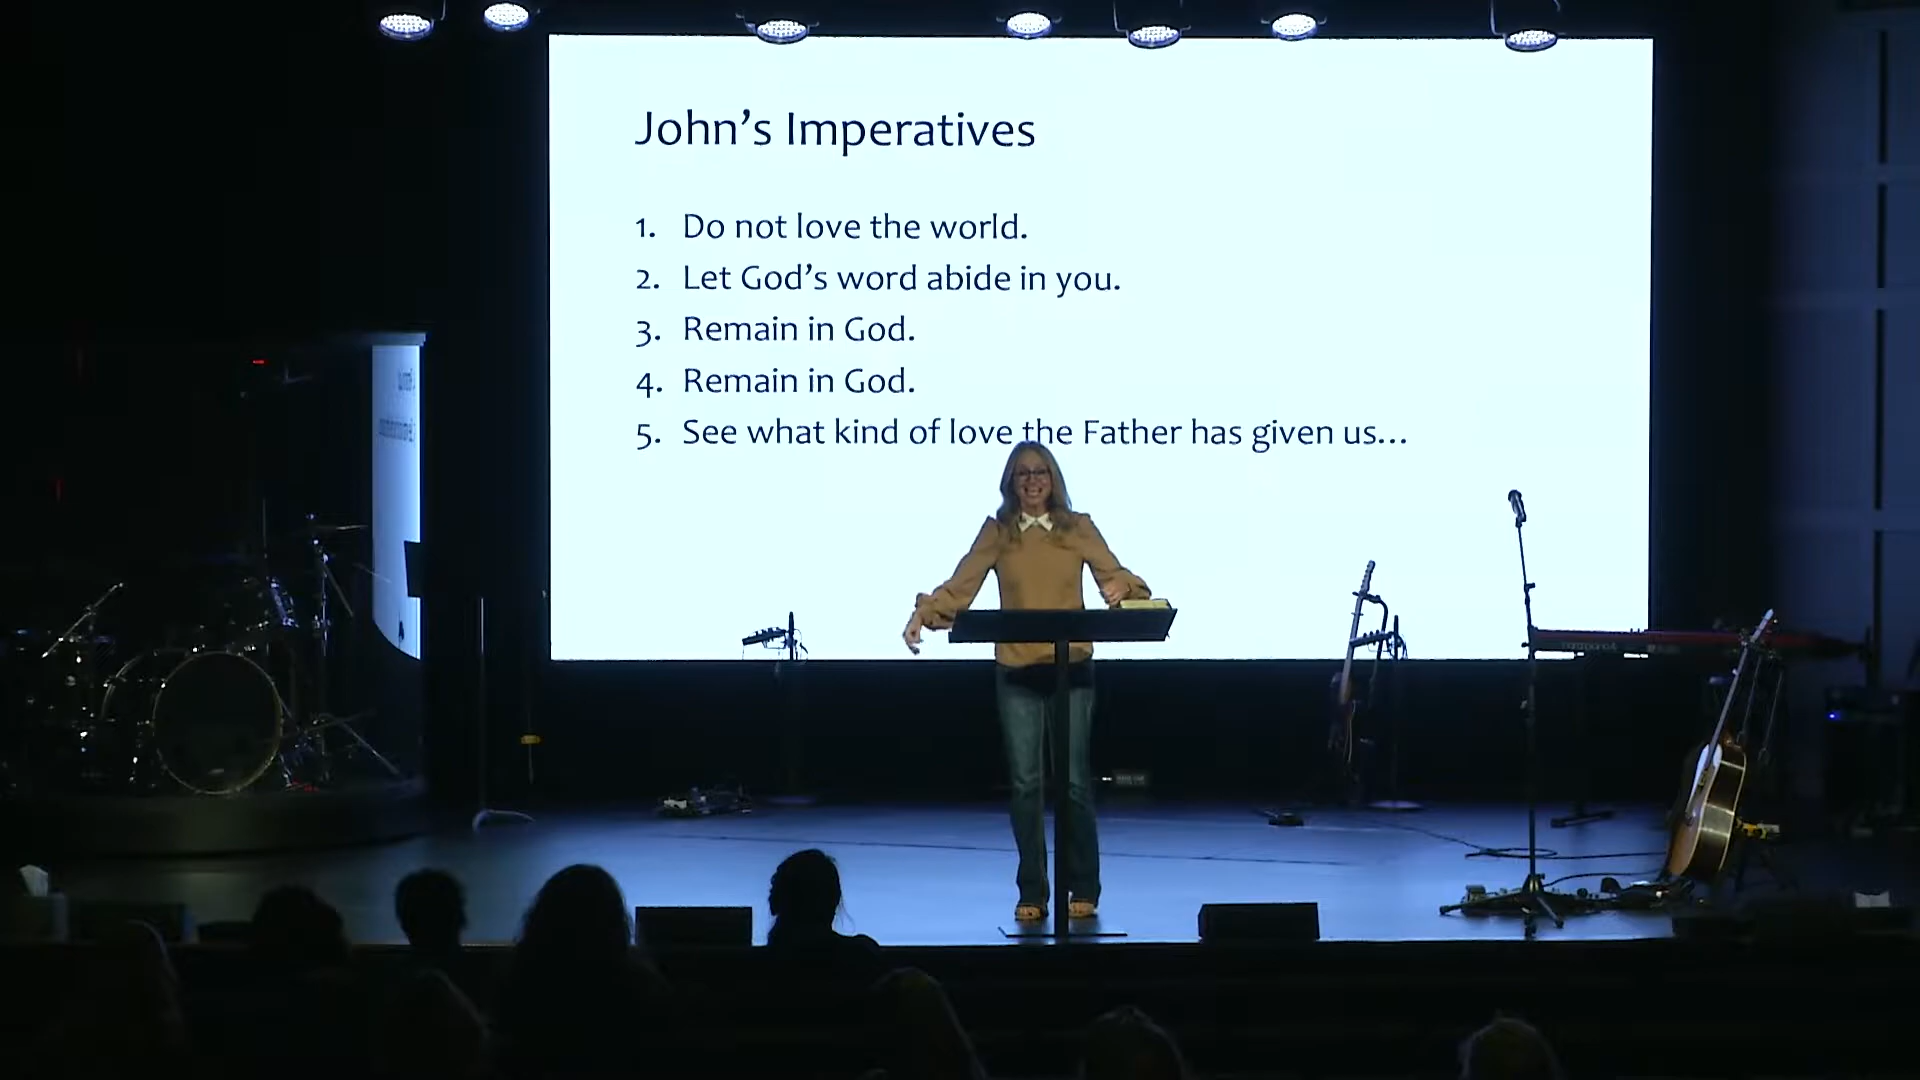 John’s Imperatives
1. Do not love the world.
2. Let God’s word abide in you.
3. Remain in God.
4. Remain in God.
5. See what kind of love the Father has given us…